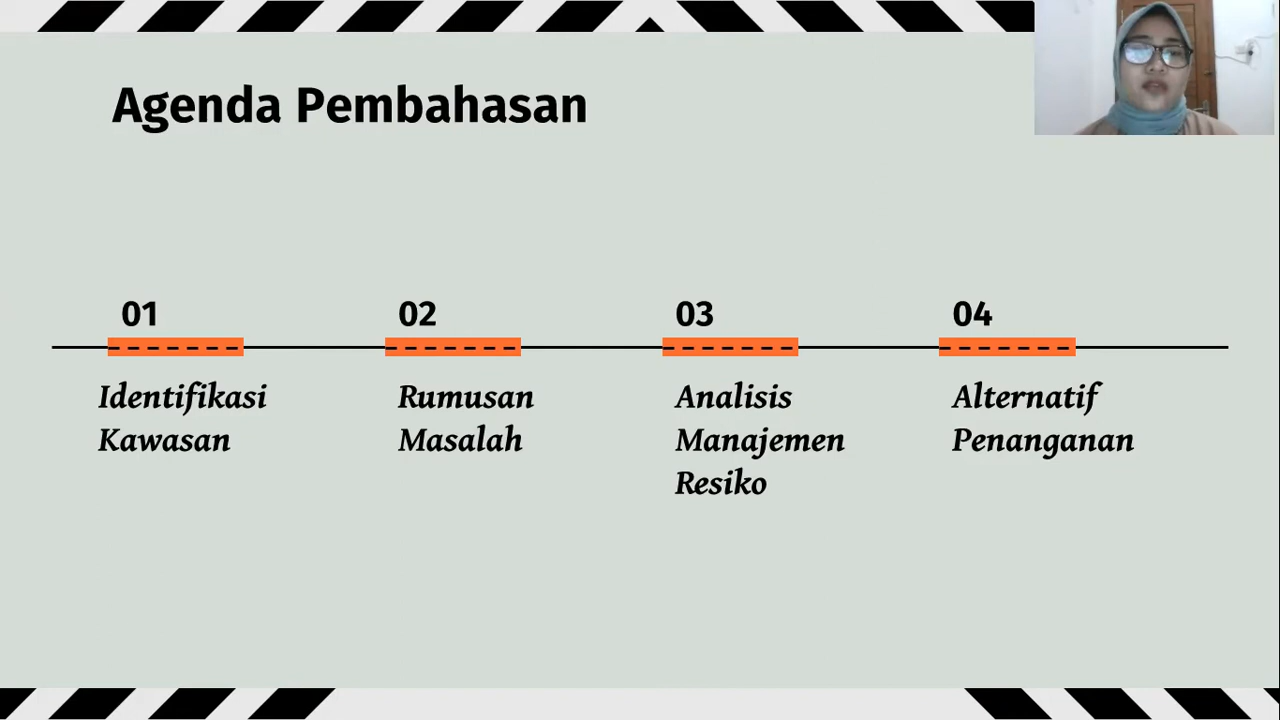 Agenda Pembahasan
01
Identifikasi
Kawasan
02
Rumusan
Masalah
03
Analisis
Manajemen
Resiko
04
Alternatif
Penanganan